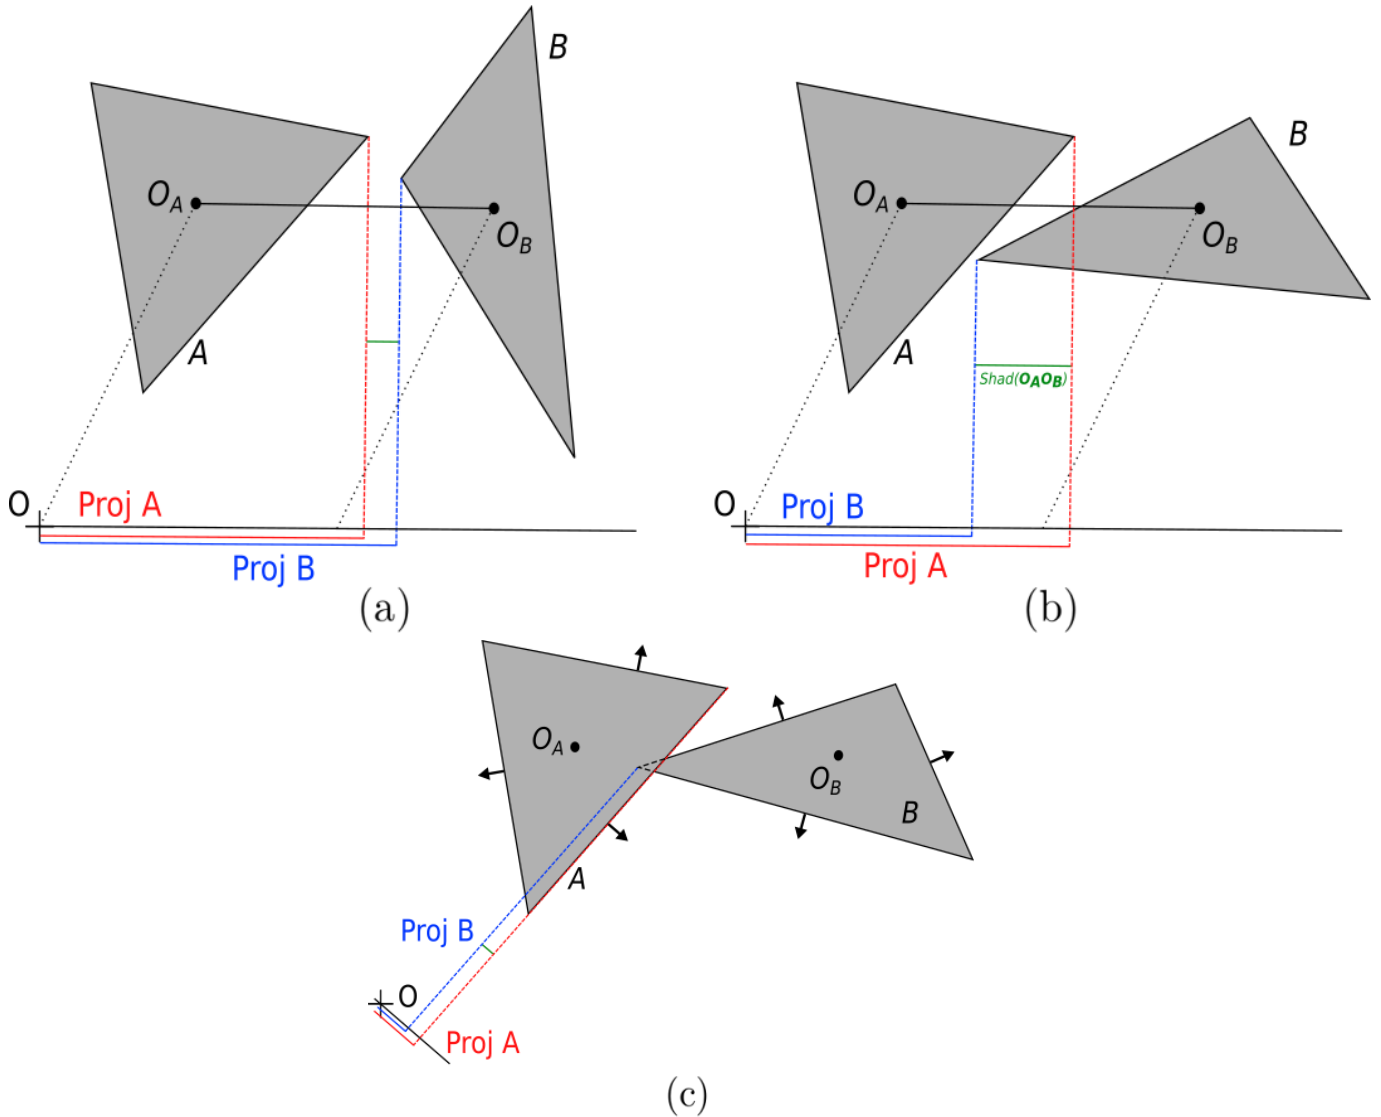 B
O_A
O_B
A
O
Proj A
Proj B
(a)
B
O_A
O_B
A
Shad(O_AO_B)
O
Proj B
Proj A
(b)
O_A
O_B
B
A
Proj B
O
Proj A
(c)